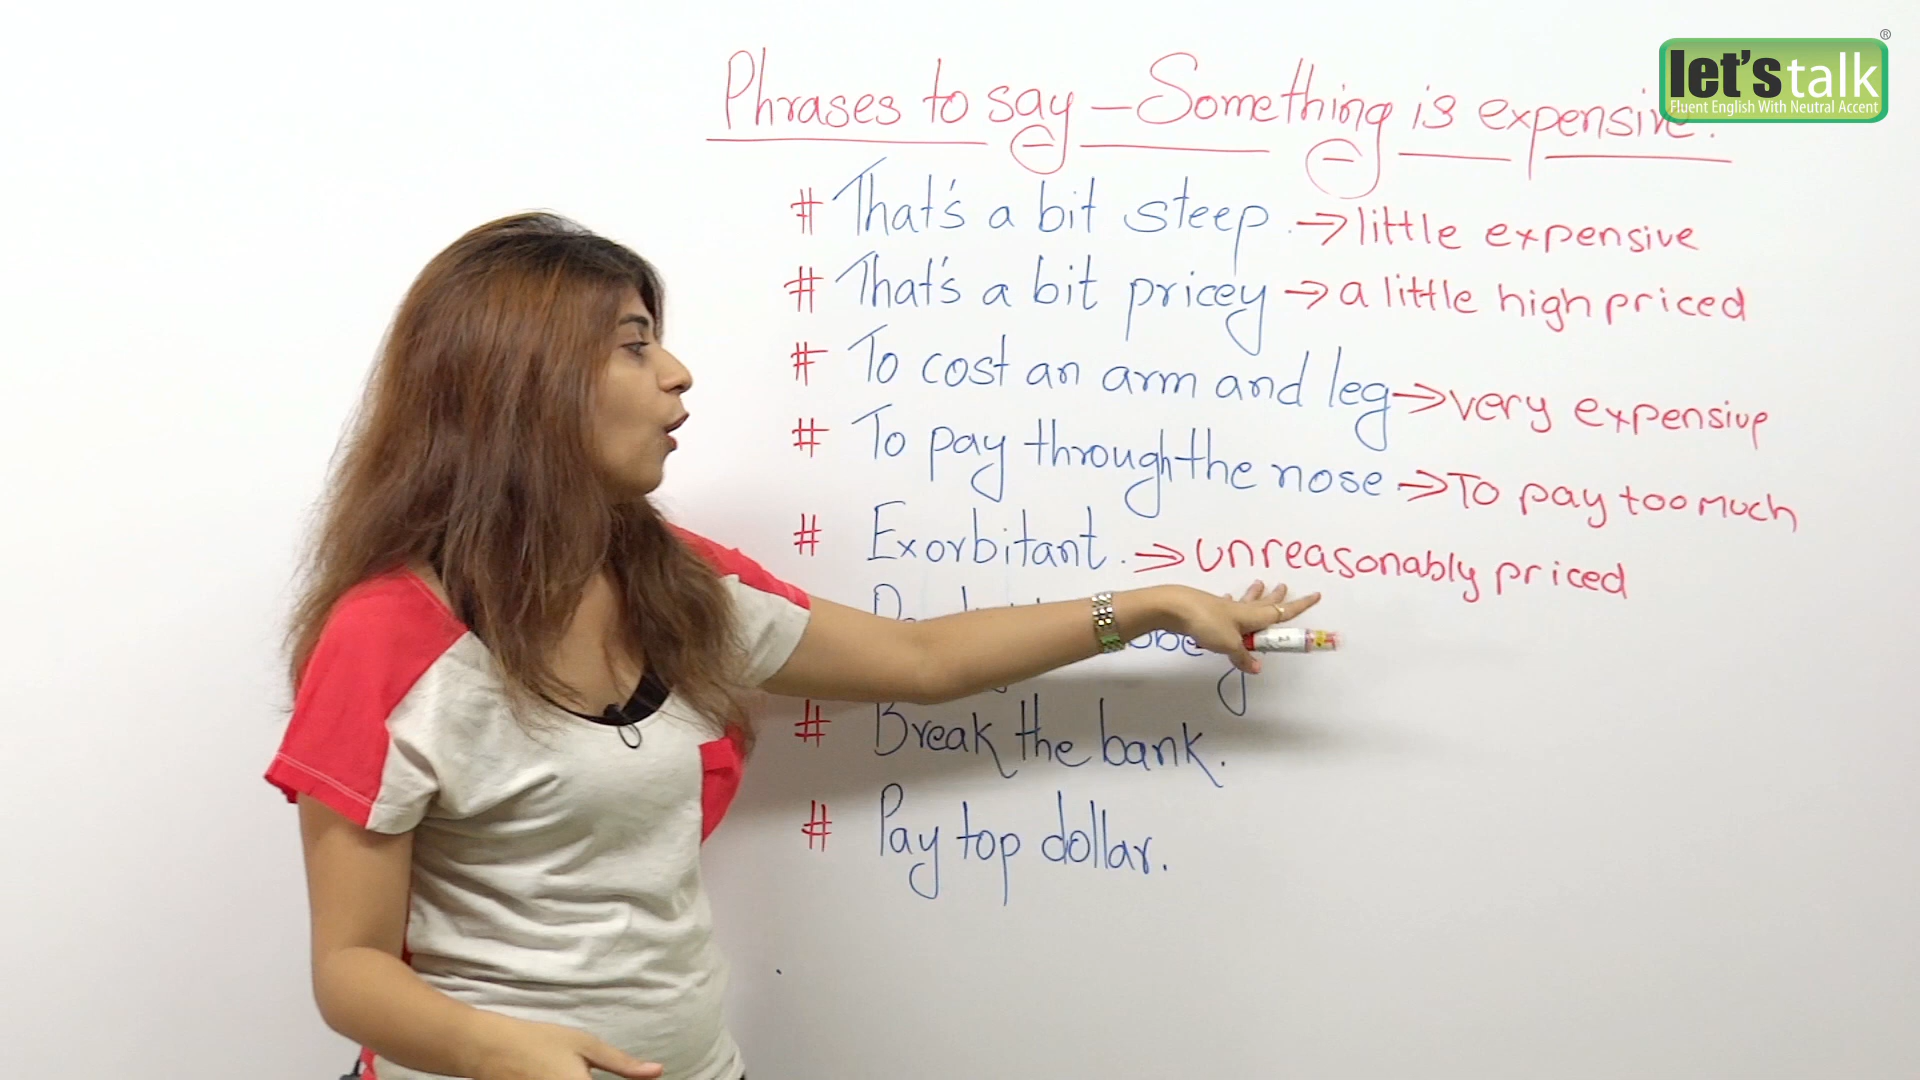 let's talk®
Fluent English With Neutral Accent
Phrases to say – Something is expensive.
# That's a bit steep. → little expensive
# That's a bit pricey → a little high priced
# To cost an arm and leg → very expensive
# To pay through the nose → To pay too much
# Exorbitant. → unreasonably priced
# Break the bank.
# Pay top dollar.